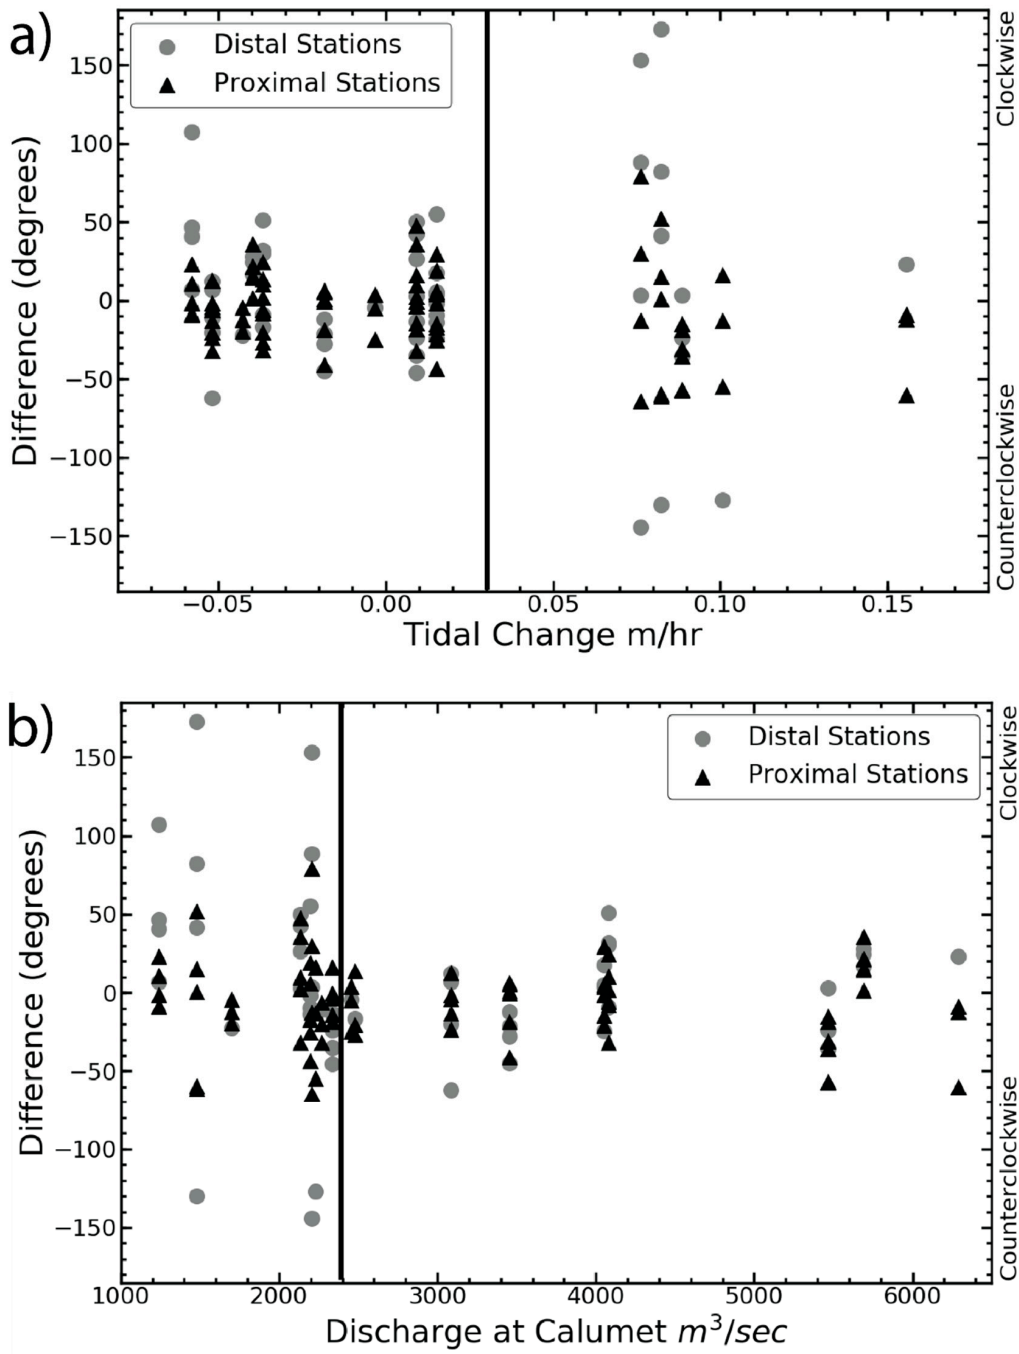 a)
Distal Stations
Proximal Stations
150
100
50
0
−50
−100
−150
Difference (degrees)
Clockwise
Counterclockwise
−0.05 0.00 0.05 0.10 0.15
Tidal Change m/hr
b)
Distal Stations
Proximal Stations
150
100
50
0
−50
−100
−150
Difference (degrees)
Clockwise
Counterclockwise
1000 2000 3000 4000 5000 6000
Discharge at Calumet m³/sec